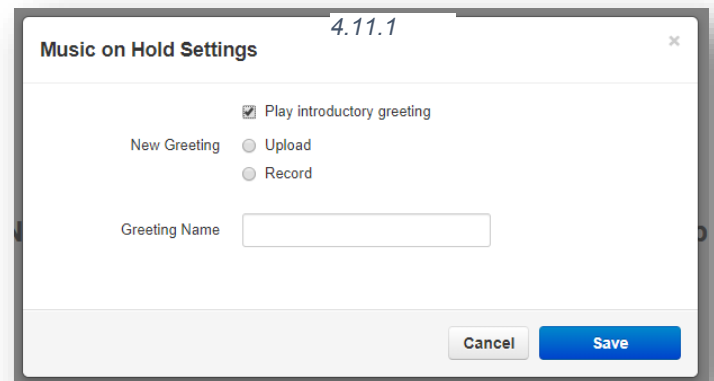 4.11.1
Music on Hold Settings ×
Play introductory greeting
New Greeting Upload
Record
Greeting Name
Cancel Save